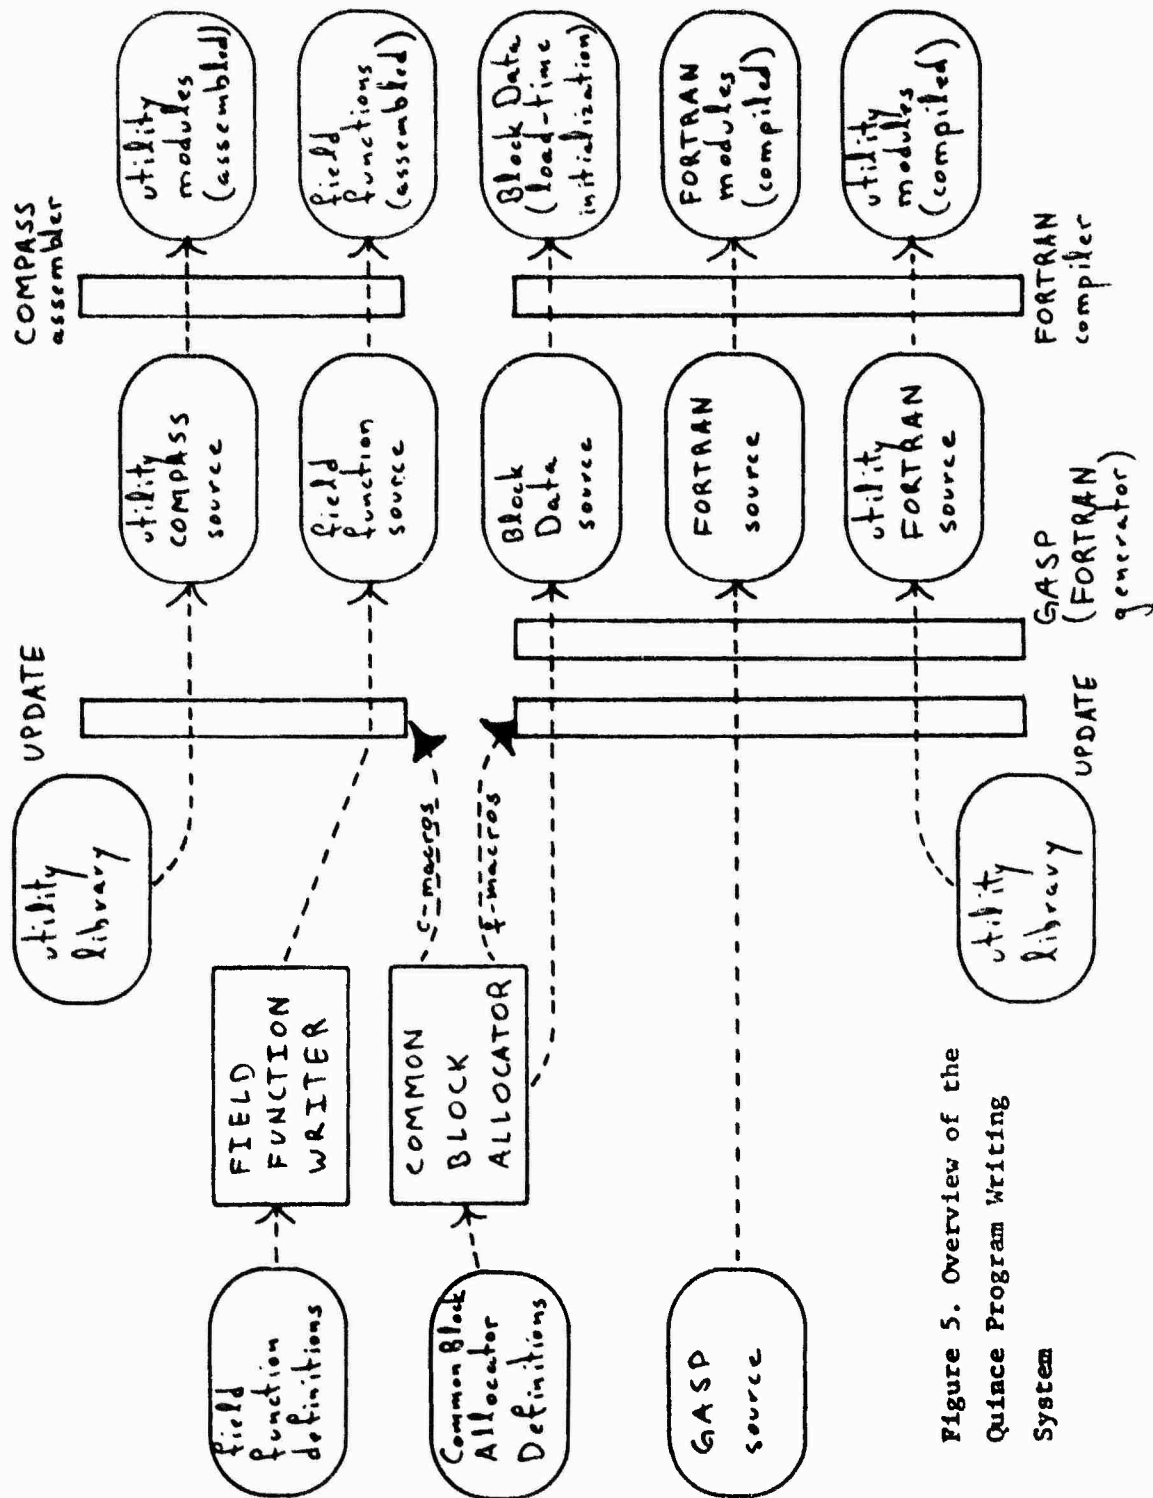 utility
library
UPDATE
COMPASS
assembler
utility
COMPASS
source
utility
modules
(assembled)
field
function
definitions
FIELD
FUNCTION
WRITER
field
function
source
field
functions
(assembled)
Common Block
Allocator
Definitions
COMMON
BLOCK
ALLOCATOR
c-macros
f-macros
Block
Data
source
Block Data
(load-time
initialization)
GASP
source
FORTRAN
source
FORTRAN
modules
(compiled)
utility
library
UPDATE
GASP
(FORTRAN
generator)
utility
FORTRAN
source
FORTRAN
compiler
utility
modules
(compiled)
Figure 5. Overview of the
Quince Program Writing
System